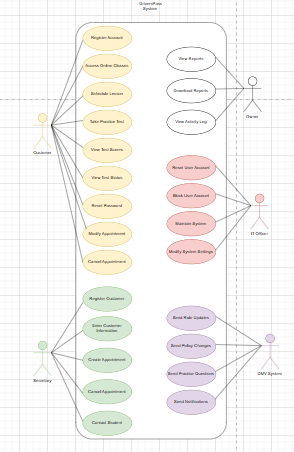 DriverPass
System
Register Account
Access Online Classes
Schedule Lesson
Take Practice Test
View Test Scores
View Test Status
Reset Password
Modify Appointment
Cancel Appointment
Customer
View Reports
Download Reports
View Activity Log
Owner
Reset User Account
Block User Account
Maintain System
Modify System Settings
IT Officer
Register Customer
Enter Customer
Information
Create Appointment
Cancel Appointment
Contact Student
Secretary
Send Rule Updates
Send Policy Changes
Send Practice Questions
Send Notifications
DMV System